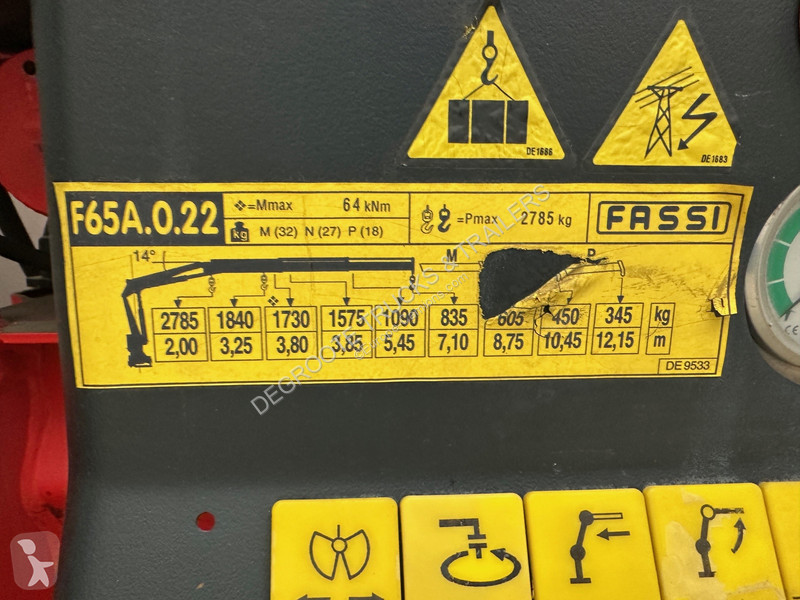 DE1686
DE1683
F65A.0.22
=Mmax 64 kNm
kg M (32) N (27) P (18)
=Pmax 2785 kg
FASSI
14°
M P
2785 1840 1730 1575 1090 835 605 450 345 kg
2,00 3,25 3,80 3,85 5,45 7,10 8,75 10,45 12,15 m
DE9533
DEGROOTE TRUCKS & TRAILERS